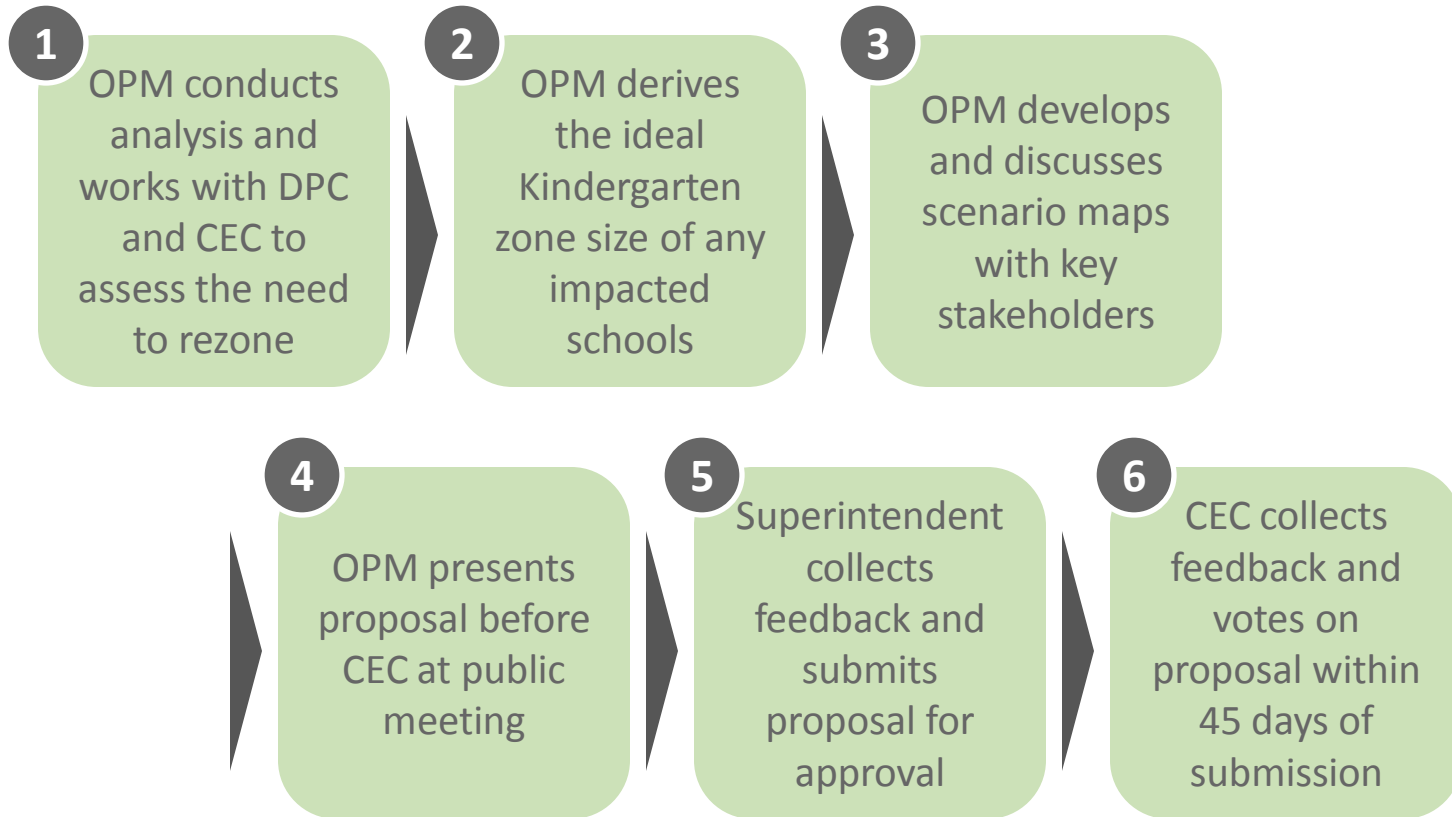 1
OPM conducts
analysis and
works with DPC
and CEC to
assess the need
to rezone
2
OPM derives
the ideal
Kindergarten
zone size of any
impacted
schools
3
OPM develops
and discusses
scenario maps
with key
stakeholders
4
OPM presents
proposal before
CEC at public
meeting
5
Superintendent
collects
feedback and
submits
proposal for
approval
6
CEC collects
feedback and
votes on
proposal within
45 days of
submission